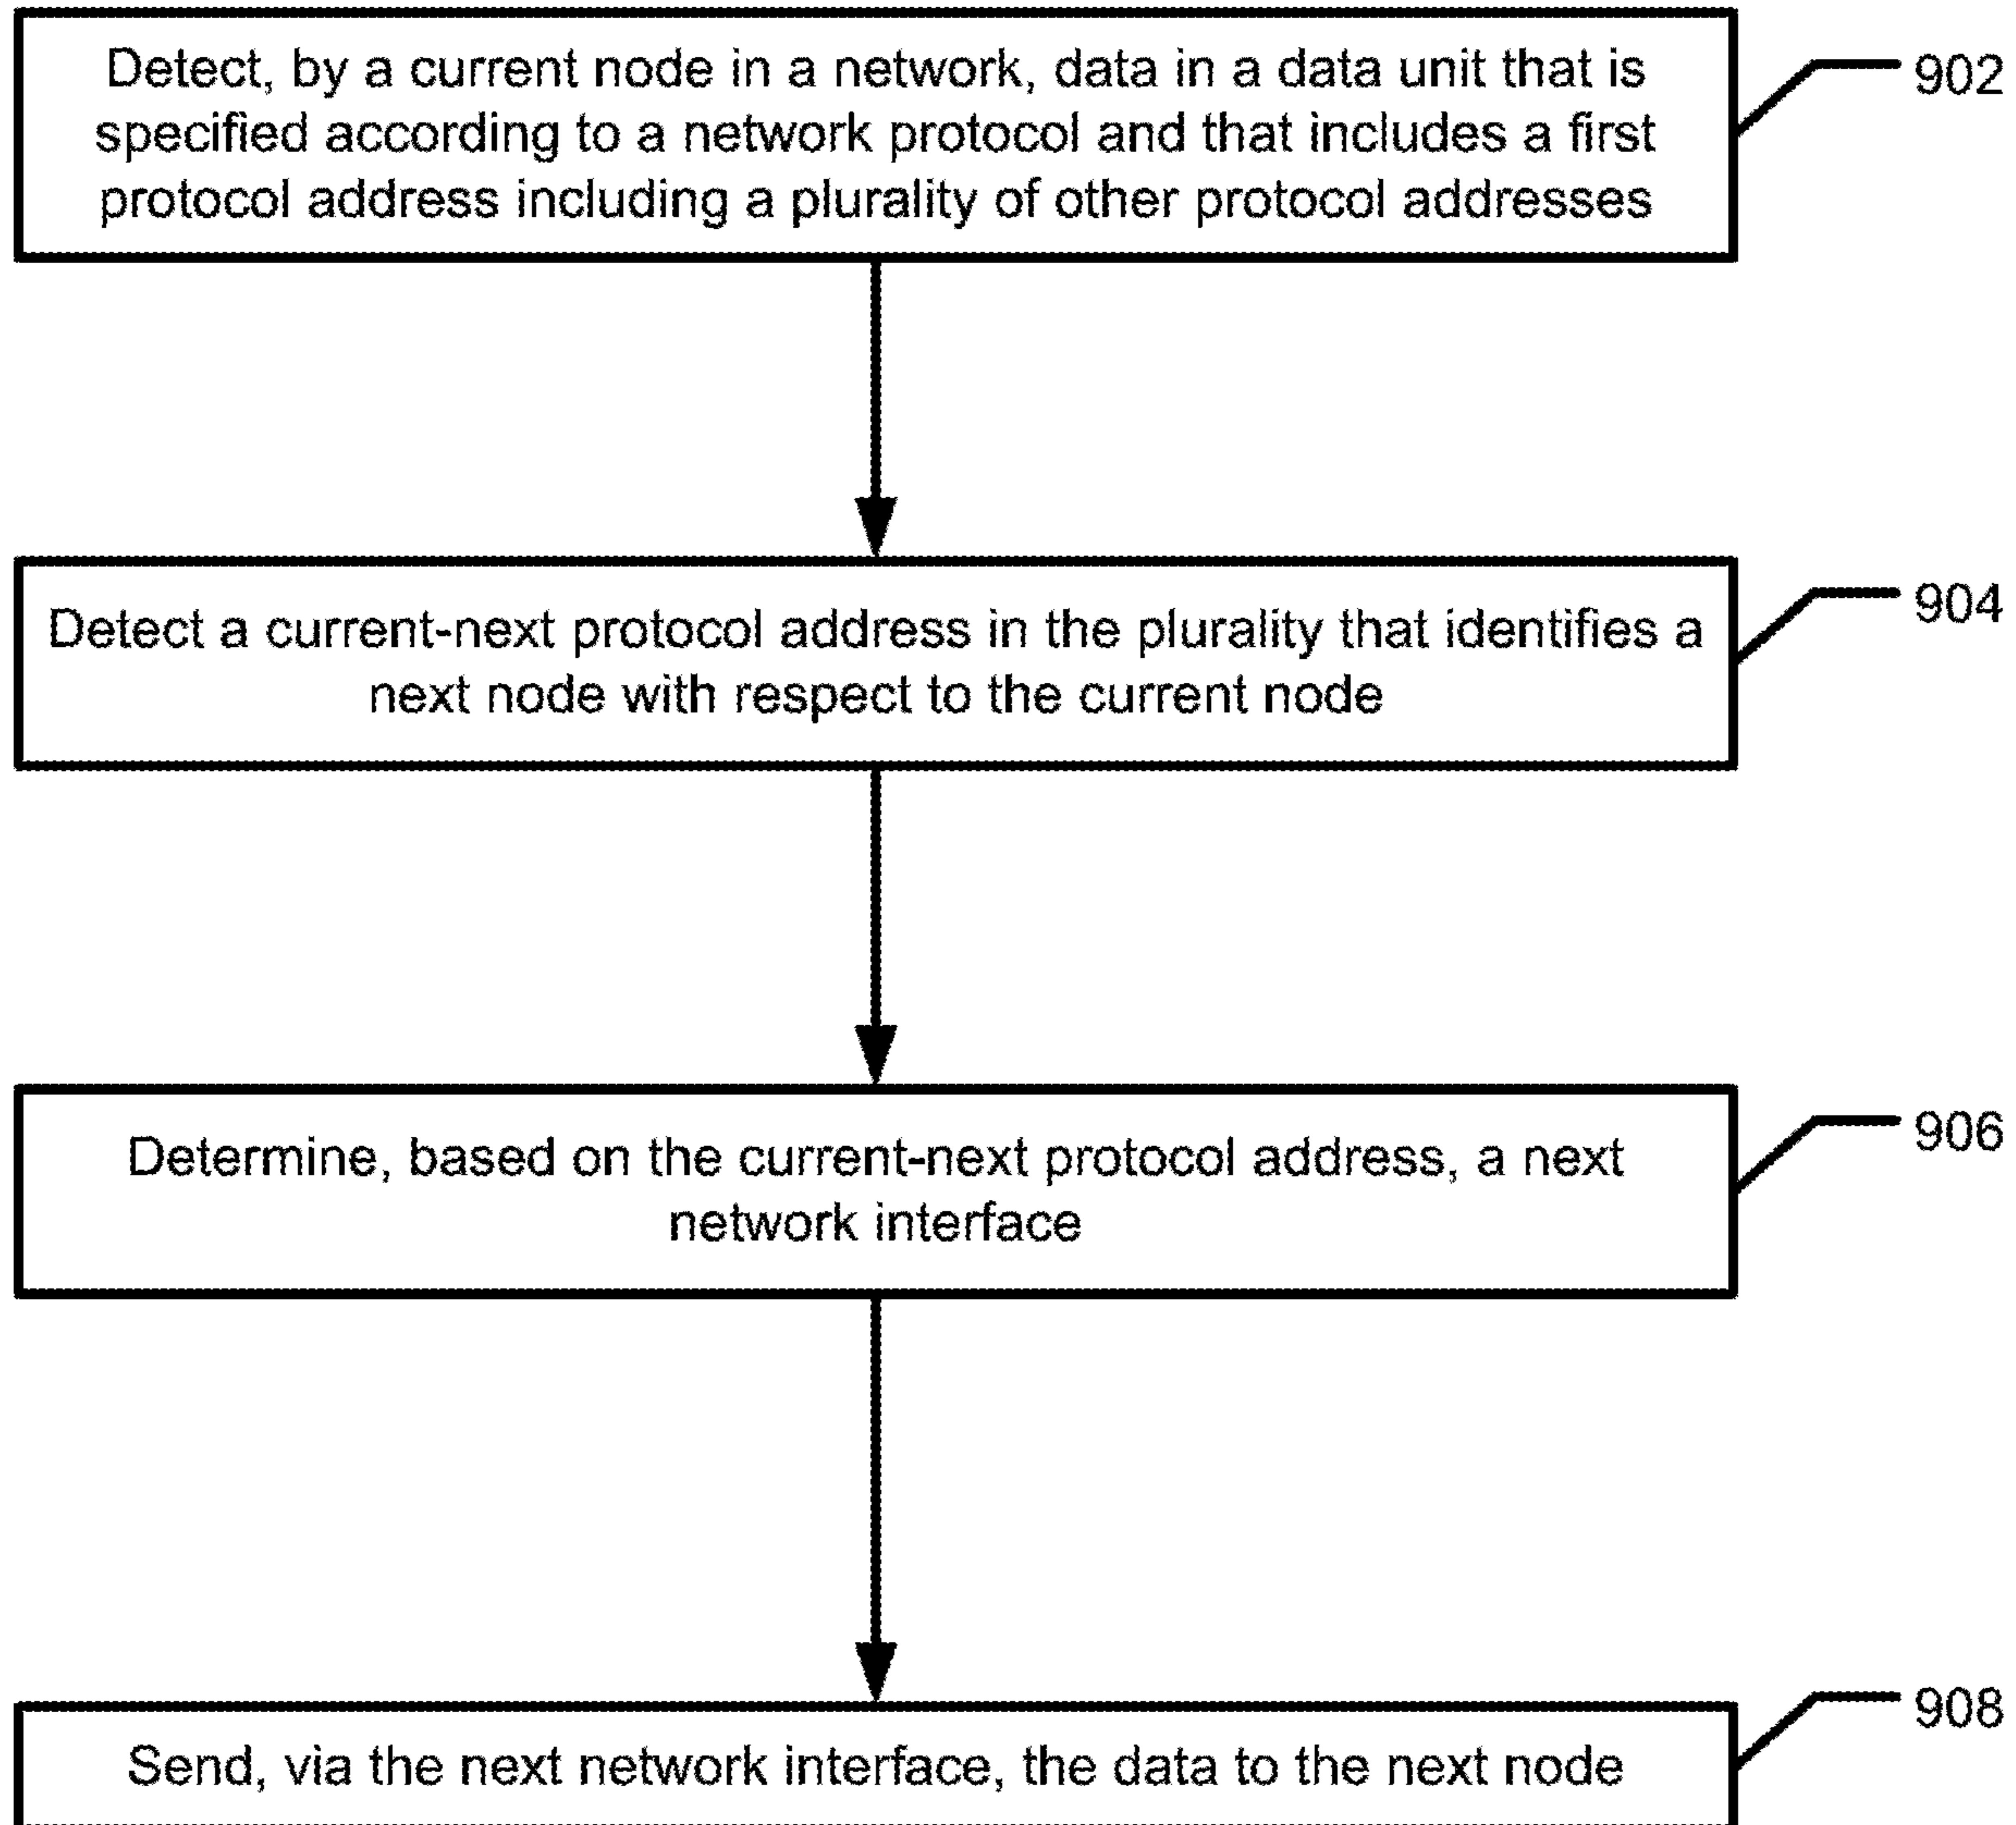 Detect, by a current node in a network, data in a data unit that is
specified according to a network protocol and that includes a first
protocol address including a plurality of other protocol addresses
902
Detect a current-next protocol address in the plurality that identifies a
next node with respect to the current node
904
Determine, based on the current-next protocol address, a next
network interface
906
Send, via the next network interface, the data to the next node
908